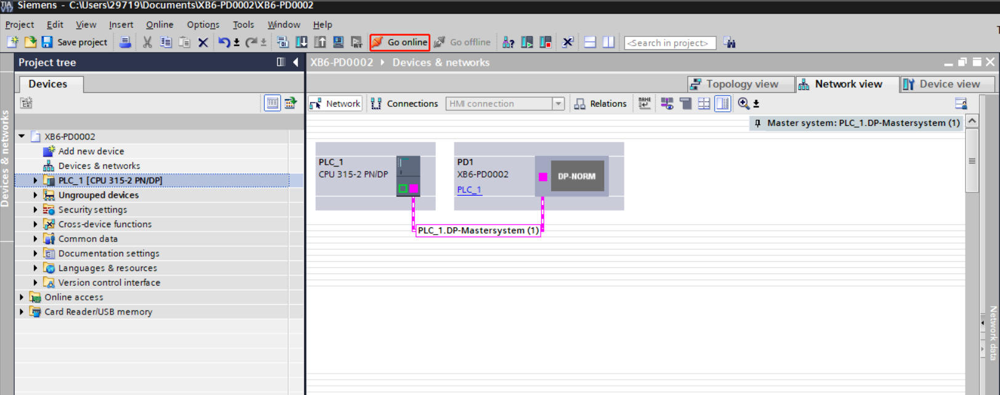 TIA V17 Siemens - C:\Users\29719\Documents\XB6-PD0002\XB6-PD0002
Project Edit View Insert Online Options Tools Window Help
Save project
Go online
Go offline
<Search in project>
Project tree
XB6-PD0002 Devices & networks
Devices
Topology view
Network view
Device view
Network
Connections
HMI connection
Relations
Master system: PLC_1.DP-Mastersystem (1)
Devices & networks
XB6-PD0002
Add new device
Devices & networks
PLC_1 [CPU 315-2 PN/DP]
Ungrouped devices
Security settings
Cross-device functions
Common data
Documentation settings
Languages & resources
Version control interface
Online access
Card Reader/USB memory
PLC_1
CPU 315-2 PN/DP
PD1
XB6-PD0002
PLC_1
DP-NORM
PLC_1.DP-Mastersystem (1)
Network data